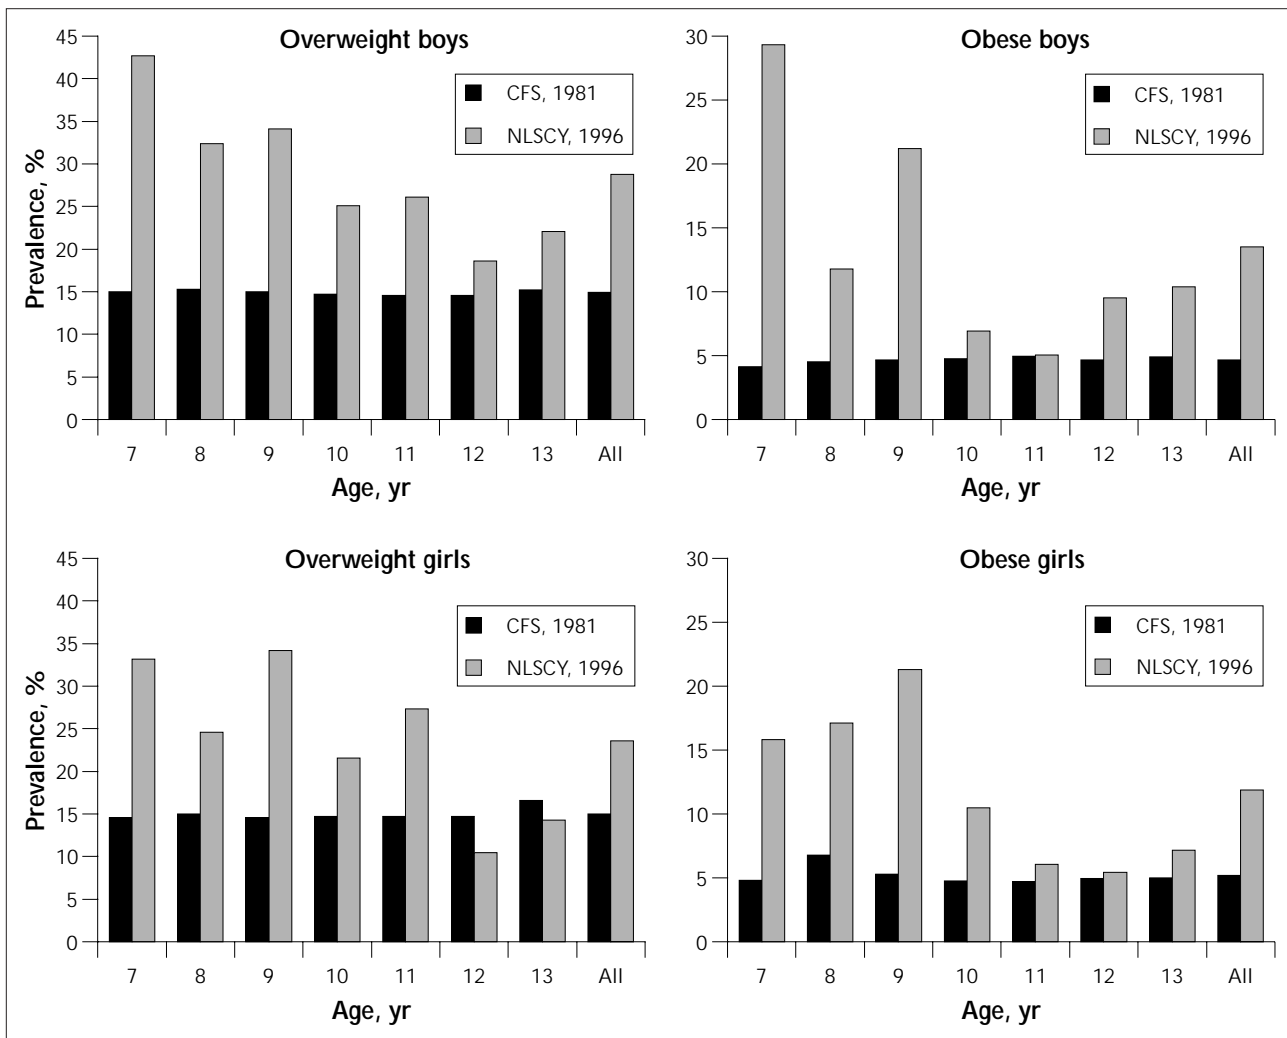 Overweight boys
CFS, 1981
NLSCY, 1996
Prevalence, %
45
40
35
30
25
20
15
10
5
0
7 8 9 10 11 12 13 All
Age, yr
Obese boys
CFS, 1981
NLSCY, 1996
30
25
20
15
10
5
0
7 8 9 10 11 12 13 All
Age, yr
Overweight girls
CFS, 1981
NLSCY, 1996
Prevalence, %
45
40
35
30
25
20
15
10
5
0
7 8 9 10 11 12 13 All
Age, yr
Obese girls
CFS, 1981
NLSCY, 1996
30
25
20
15
10
5
0
7 8 9 10 11 12 13 All
Age, yr